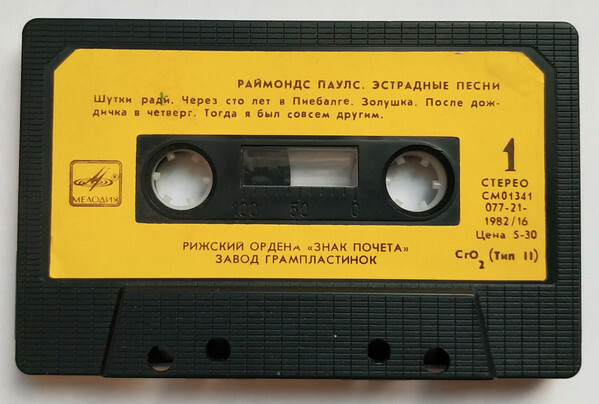 РАЙМОНДС ПАУЛС. ЭСТРАДНЫЕ ПЕСНИ
Шутки ради. Через сто лет в Пиебалге. Золушка. После дож-
дичка в четверг. Тогда я был совсем другим.
МЕЛОДИЯ
100 50 0
1
СТЕРЕО
СМ01341
077-21-
1982/16
Цена 5-30
CrO2 (Тип II)
РИЖСКИЙ ОРДЕНА «ЗНАК ПОЧЕТА»
ЗАВОД ГРАМПЛАСТИНОК